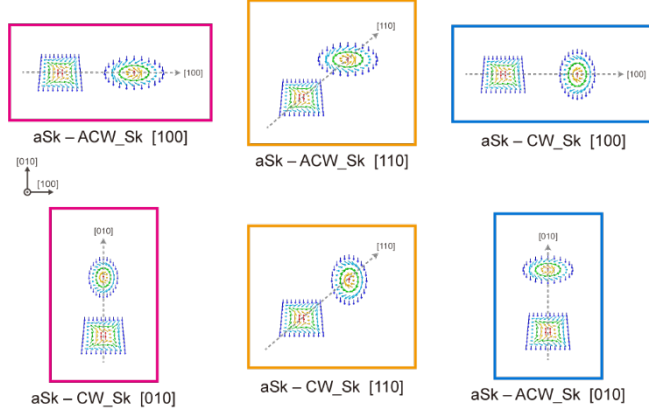 [100]
aSk – ACW_Sk [100]
[110]
aSk – ACW_Sk [110]
[100]
aSk – CW_Sk [100]
[010]
[100]
[010]
aSk – CW_Sk [010]
[110]
aSk – CW_Sk [110]
[010]
aSk – ACW_Sk [010]